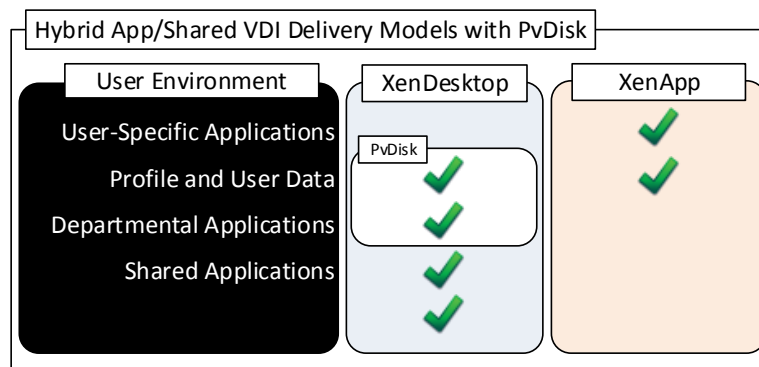 Hybrid App/Shared VDI Delivery Models with PvDisk
User Environment
XenDesktop
XenApp
User-Specific Applications
PvDisk
Profile and User Data
Departmental Applications
Shared Applications